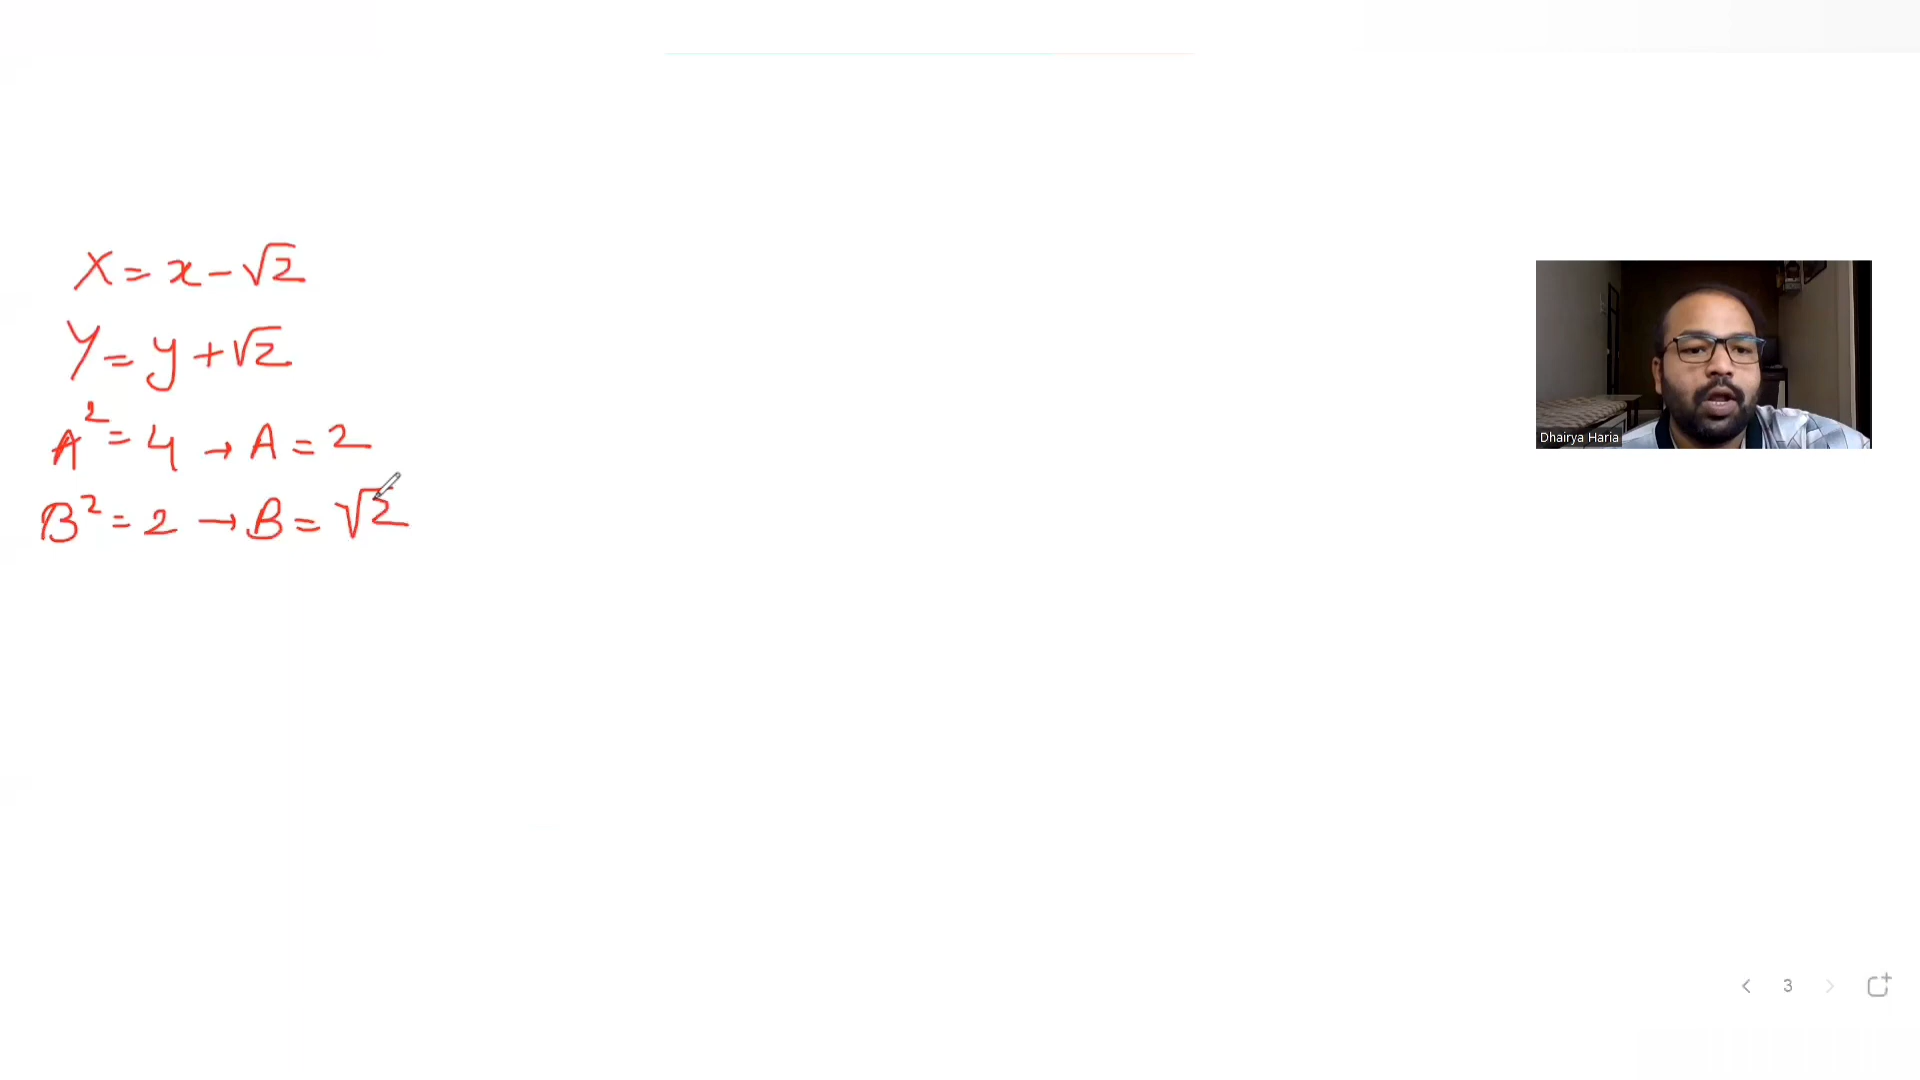 X = x - √2
Y = y + √2
A² = 4 → A = 2
B² = 2 → B = √2
Dhairya Haria
3